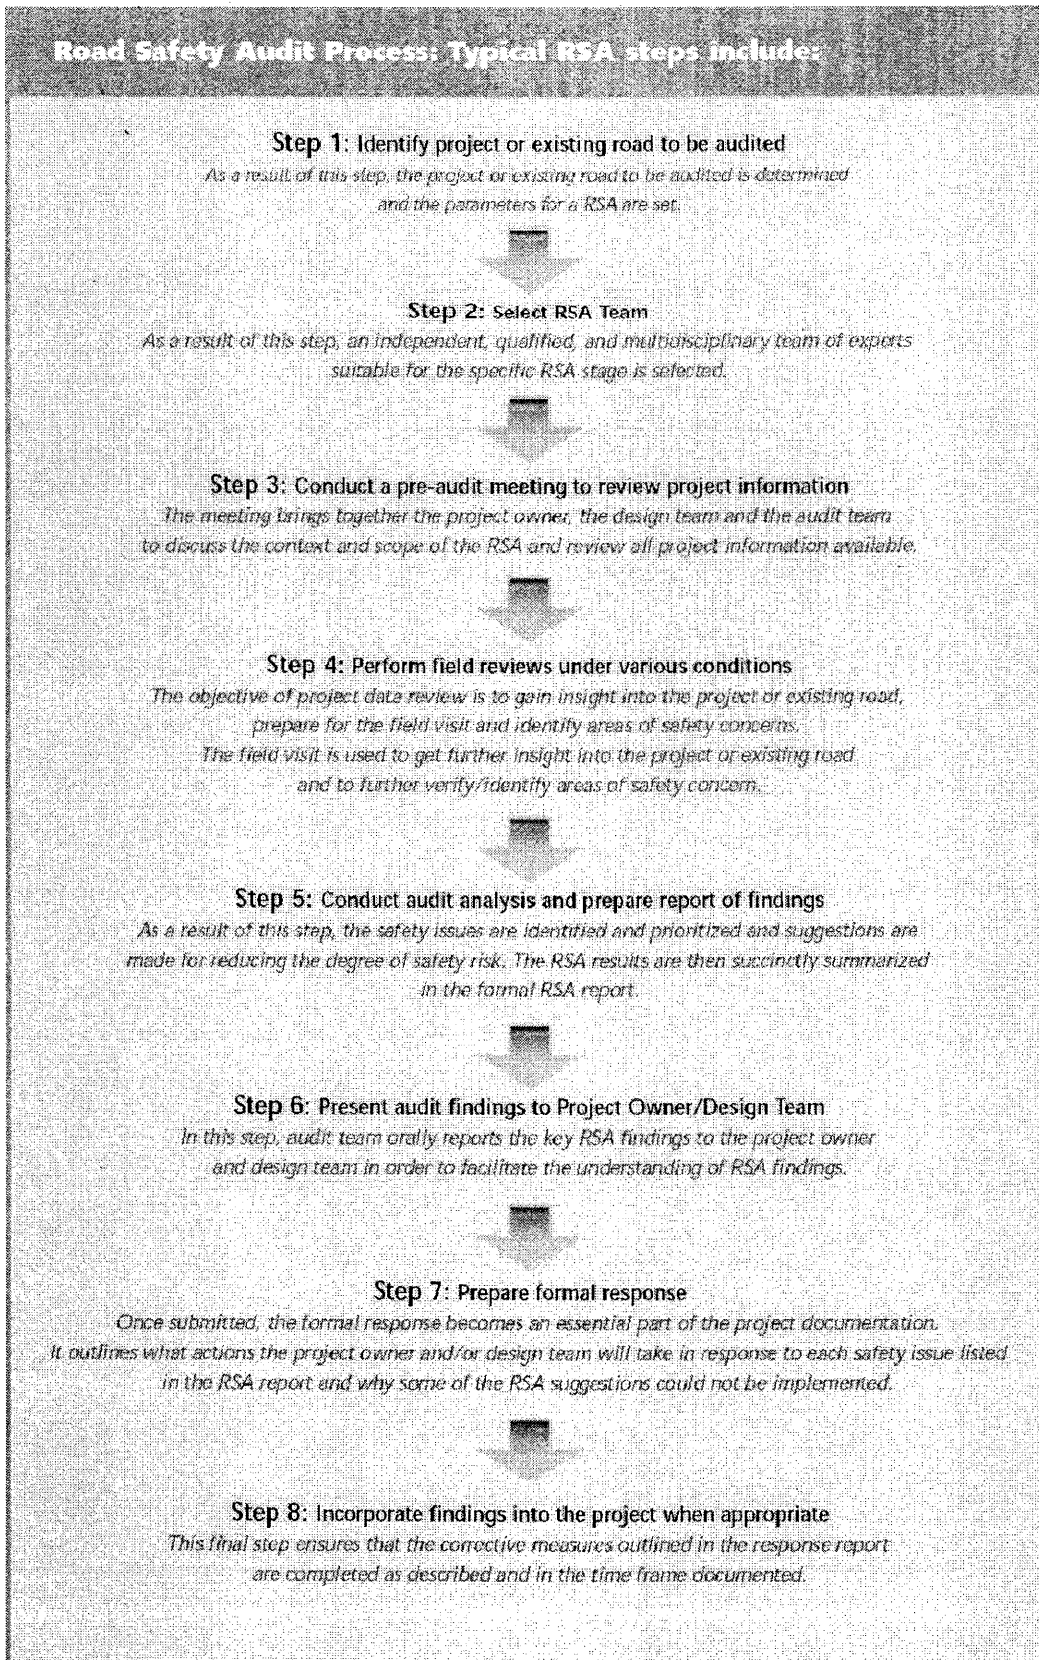 Road Safety Audit Process: Typical RSA steps include:
Step 1: Identify project or existing road to be audited
As a result of this step, the project or existing road to be audited is determined
and the parameters for a RSA are set.
Step 2: Select RSA Team
As a result of this step, an independent, qualified, and multidisciplinary team of experts
suitable for the specific RSA stage is selected.
Step 3: Conduct a pre-audit meeting to review project information
The meeting brings together the project owner, the design team and the audit team
to discuss the context and scope of the RSA and review all project information available.
Step 4: Perform field reviews under various conditions
The objective of project data review is to gain insight into the project or existing road,
prepare for the field visit and identify areas of safety concerns.
The field visit is used to get further insight into the project or existing road
and to further verify/identify areas of safety concern.
Step 5: Conduct audit analysis and prepare report of findings
As a result of this step, the safety issues are identified and prioritized and suggestions are
made for reducing the degree of safety risk. The RSA results are then succinctly summarized
in the formal RSA report.
Step 6: Present audit findings to Project Owner/Design Team
In this step, audit team orally reports the key RSA findings to the project owner
and design team in order to facilitate the understanding of RSA findings.
Step 7: Prepare formal response
Once submitted, the formal response becomes an essential part of the project documentation.
It outlines what actions the project owner and/or design team will take in response to each safety issue listed
in the RSA report and why some of the RSA suggestions could not be implemented.
Step 8: Incorporate findings into the project when appropriate
This final step ensures that the corrective measures outlined in the response report
are completed as described and in the time frame documented.